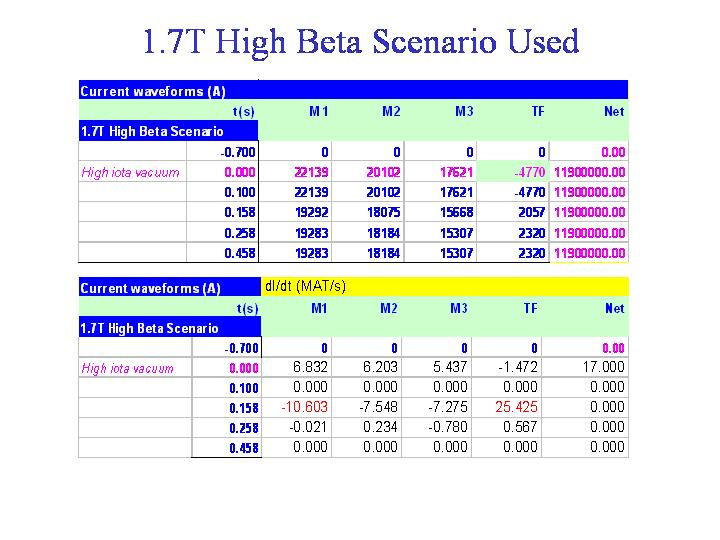 1.7T High Beta Scenario Used
Current waveforms (A)
t(s) M1 M2 M3 TF Net
1.7T High Beta Scenario
-0.700 0 0 0 0 0.00
High iota vacuum 0.000 22139 20102 17621 -4770 11900000.00
0.100 22139 20102 17621 -4770 11900000.00
0.158 19292 18075 15668 2057 11900000.00
0.258 19283 18184 15307 2320 11900000.00
0.458 19283 18184 15307 2320 11900000.00
Current waveforms (A) dI/dt (MAT/s)
t(s) M1 M2 M3 TF Net
1.7T High Beta Scenario
-0.700 0 0 0 0 0.00
High iota vacuum 0.000 6.832 6.203 5.437 -1.472 17.000
0.100 0.000 0.000 0.000 0.000 0.000
0.158 -10.603 -7.548 -7.275 25.425 0.000
0.258 -0.021 0.234 -0.780 0.567 0.000
0.458 0.000 0.000 0.000 0.000 0.000